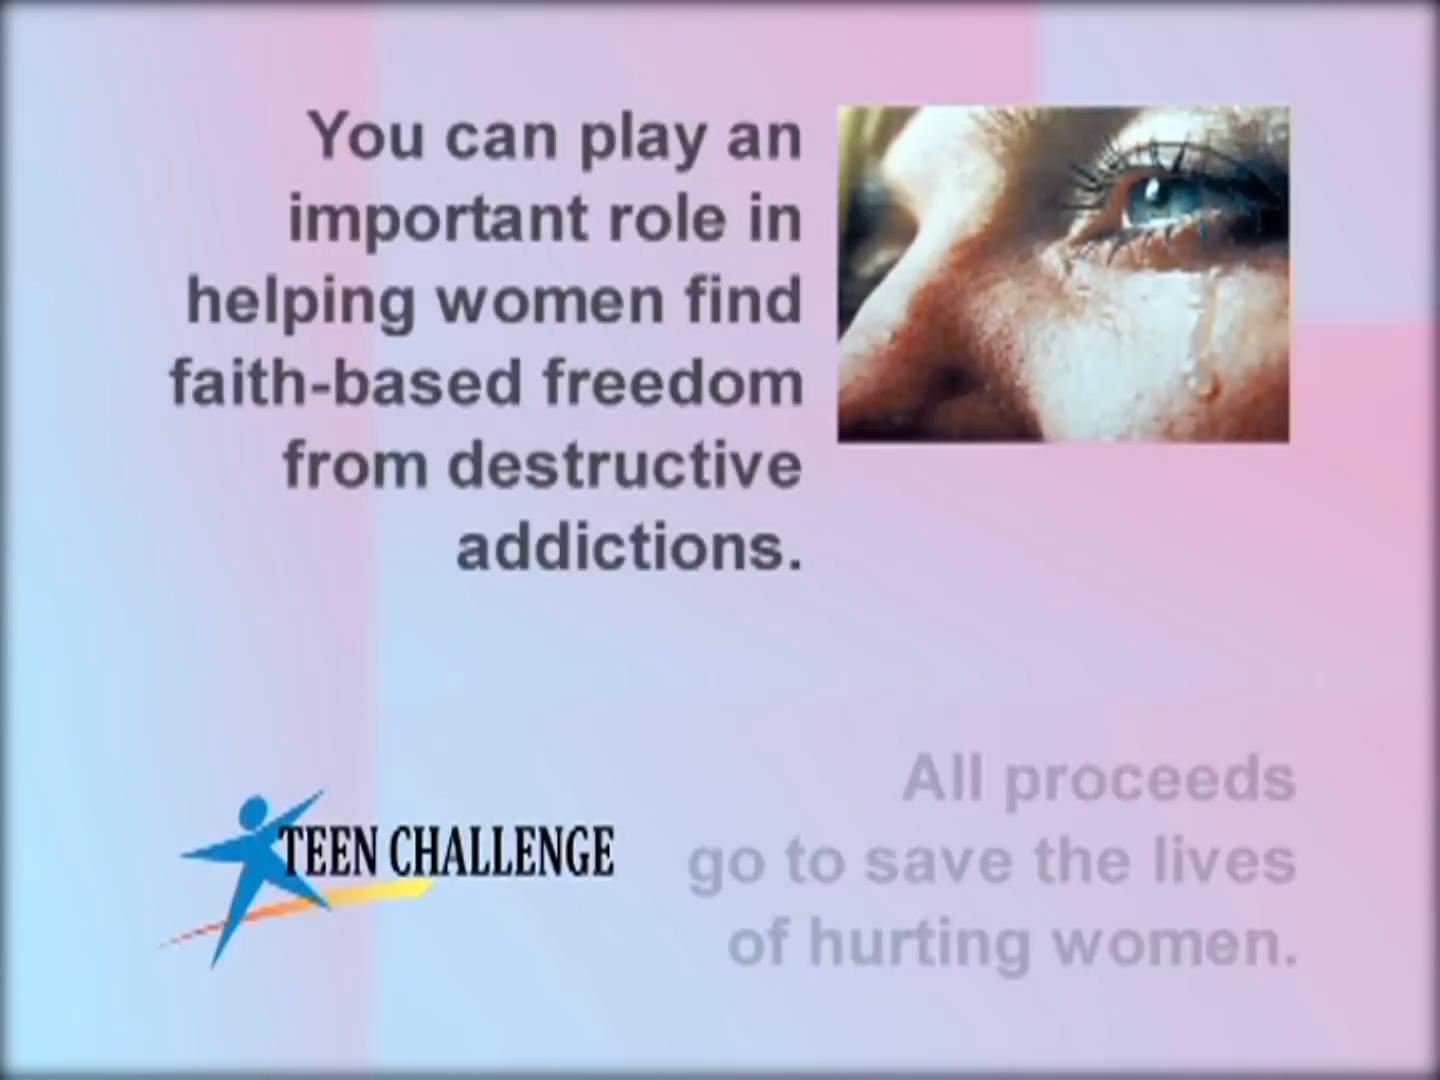 You can play an
important role in
helping women find
faith-based freedom
from destructive
addictions.
TEEN CHALLENGE
All proceeds
go to save the lives
of hurting women.